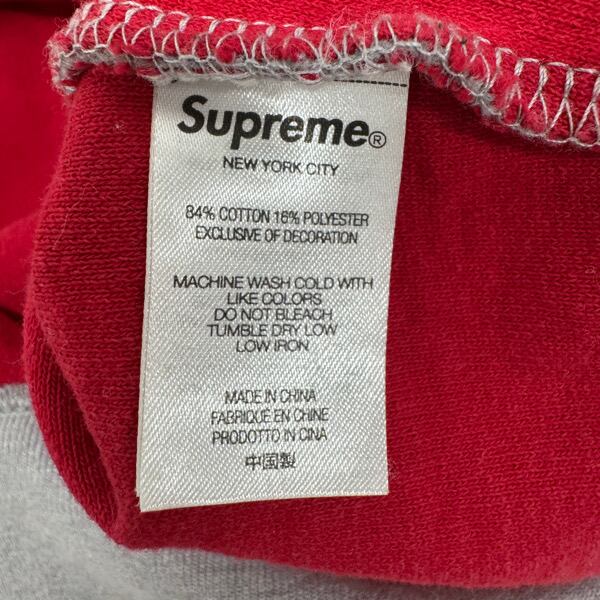 Supreme®
NEW YORK CITY
84% COTTON 16% POLYESTER
EXCLUSIVE OF DECORATION
MACHINE WASH COLD WITH
LIKE COLORS
DO NOT BLEACH
TUMBLE DRY LOW
LOW IRON
MADE IN CHINA
FABRIQUE EN CHINE
PRODOTTO IN CINA
中国製